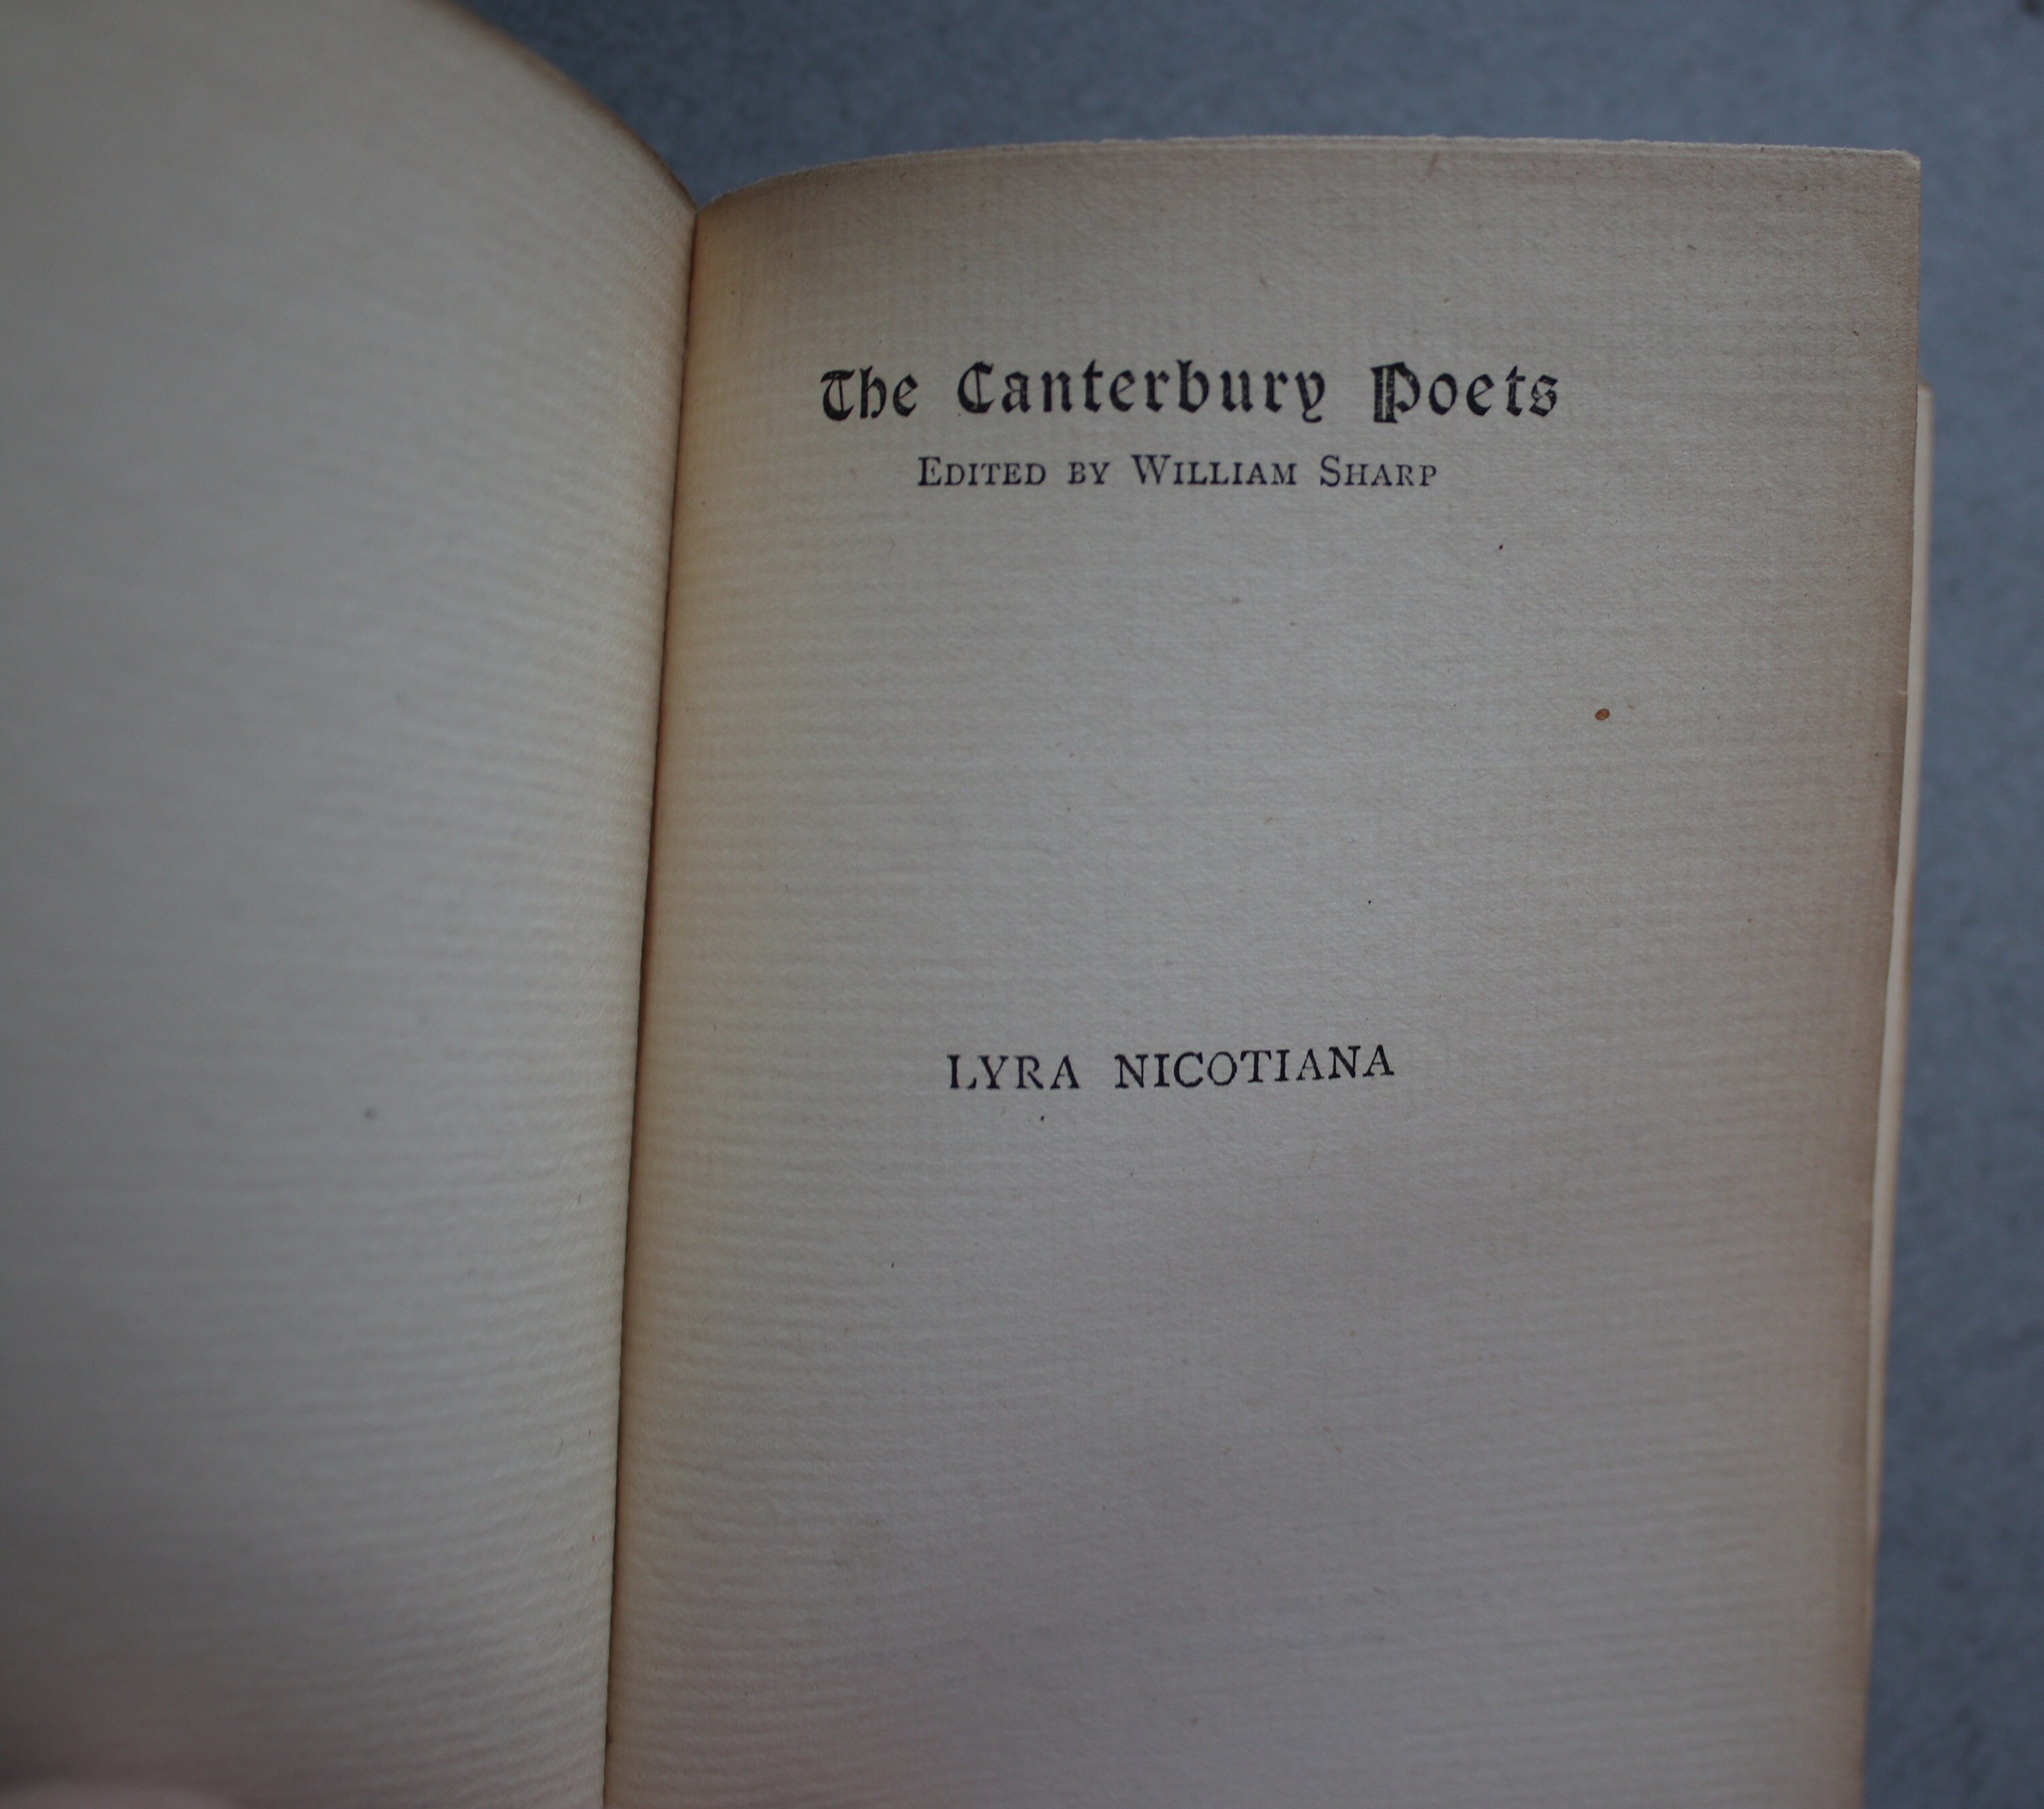 The Canterbury Poets
EDITED BY WILLIAM SHARP
LYRA NICOTIANA